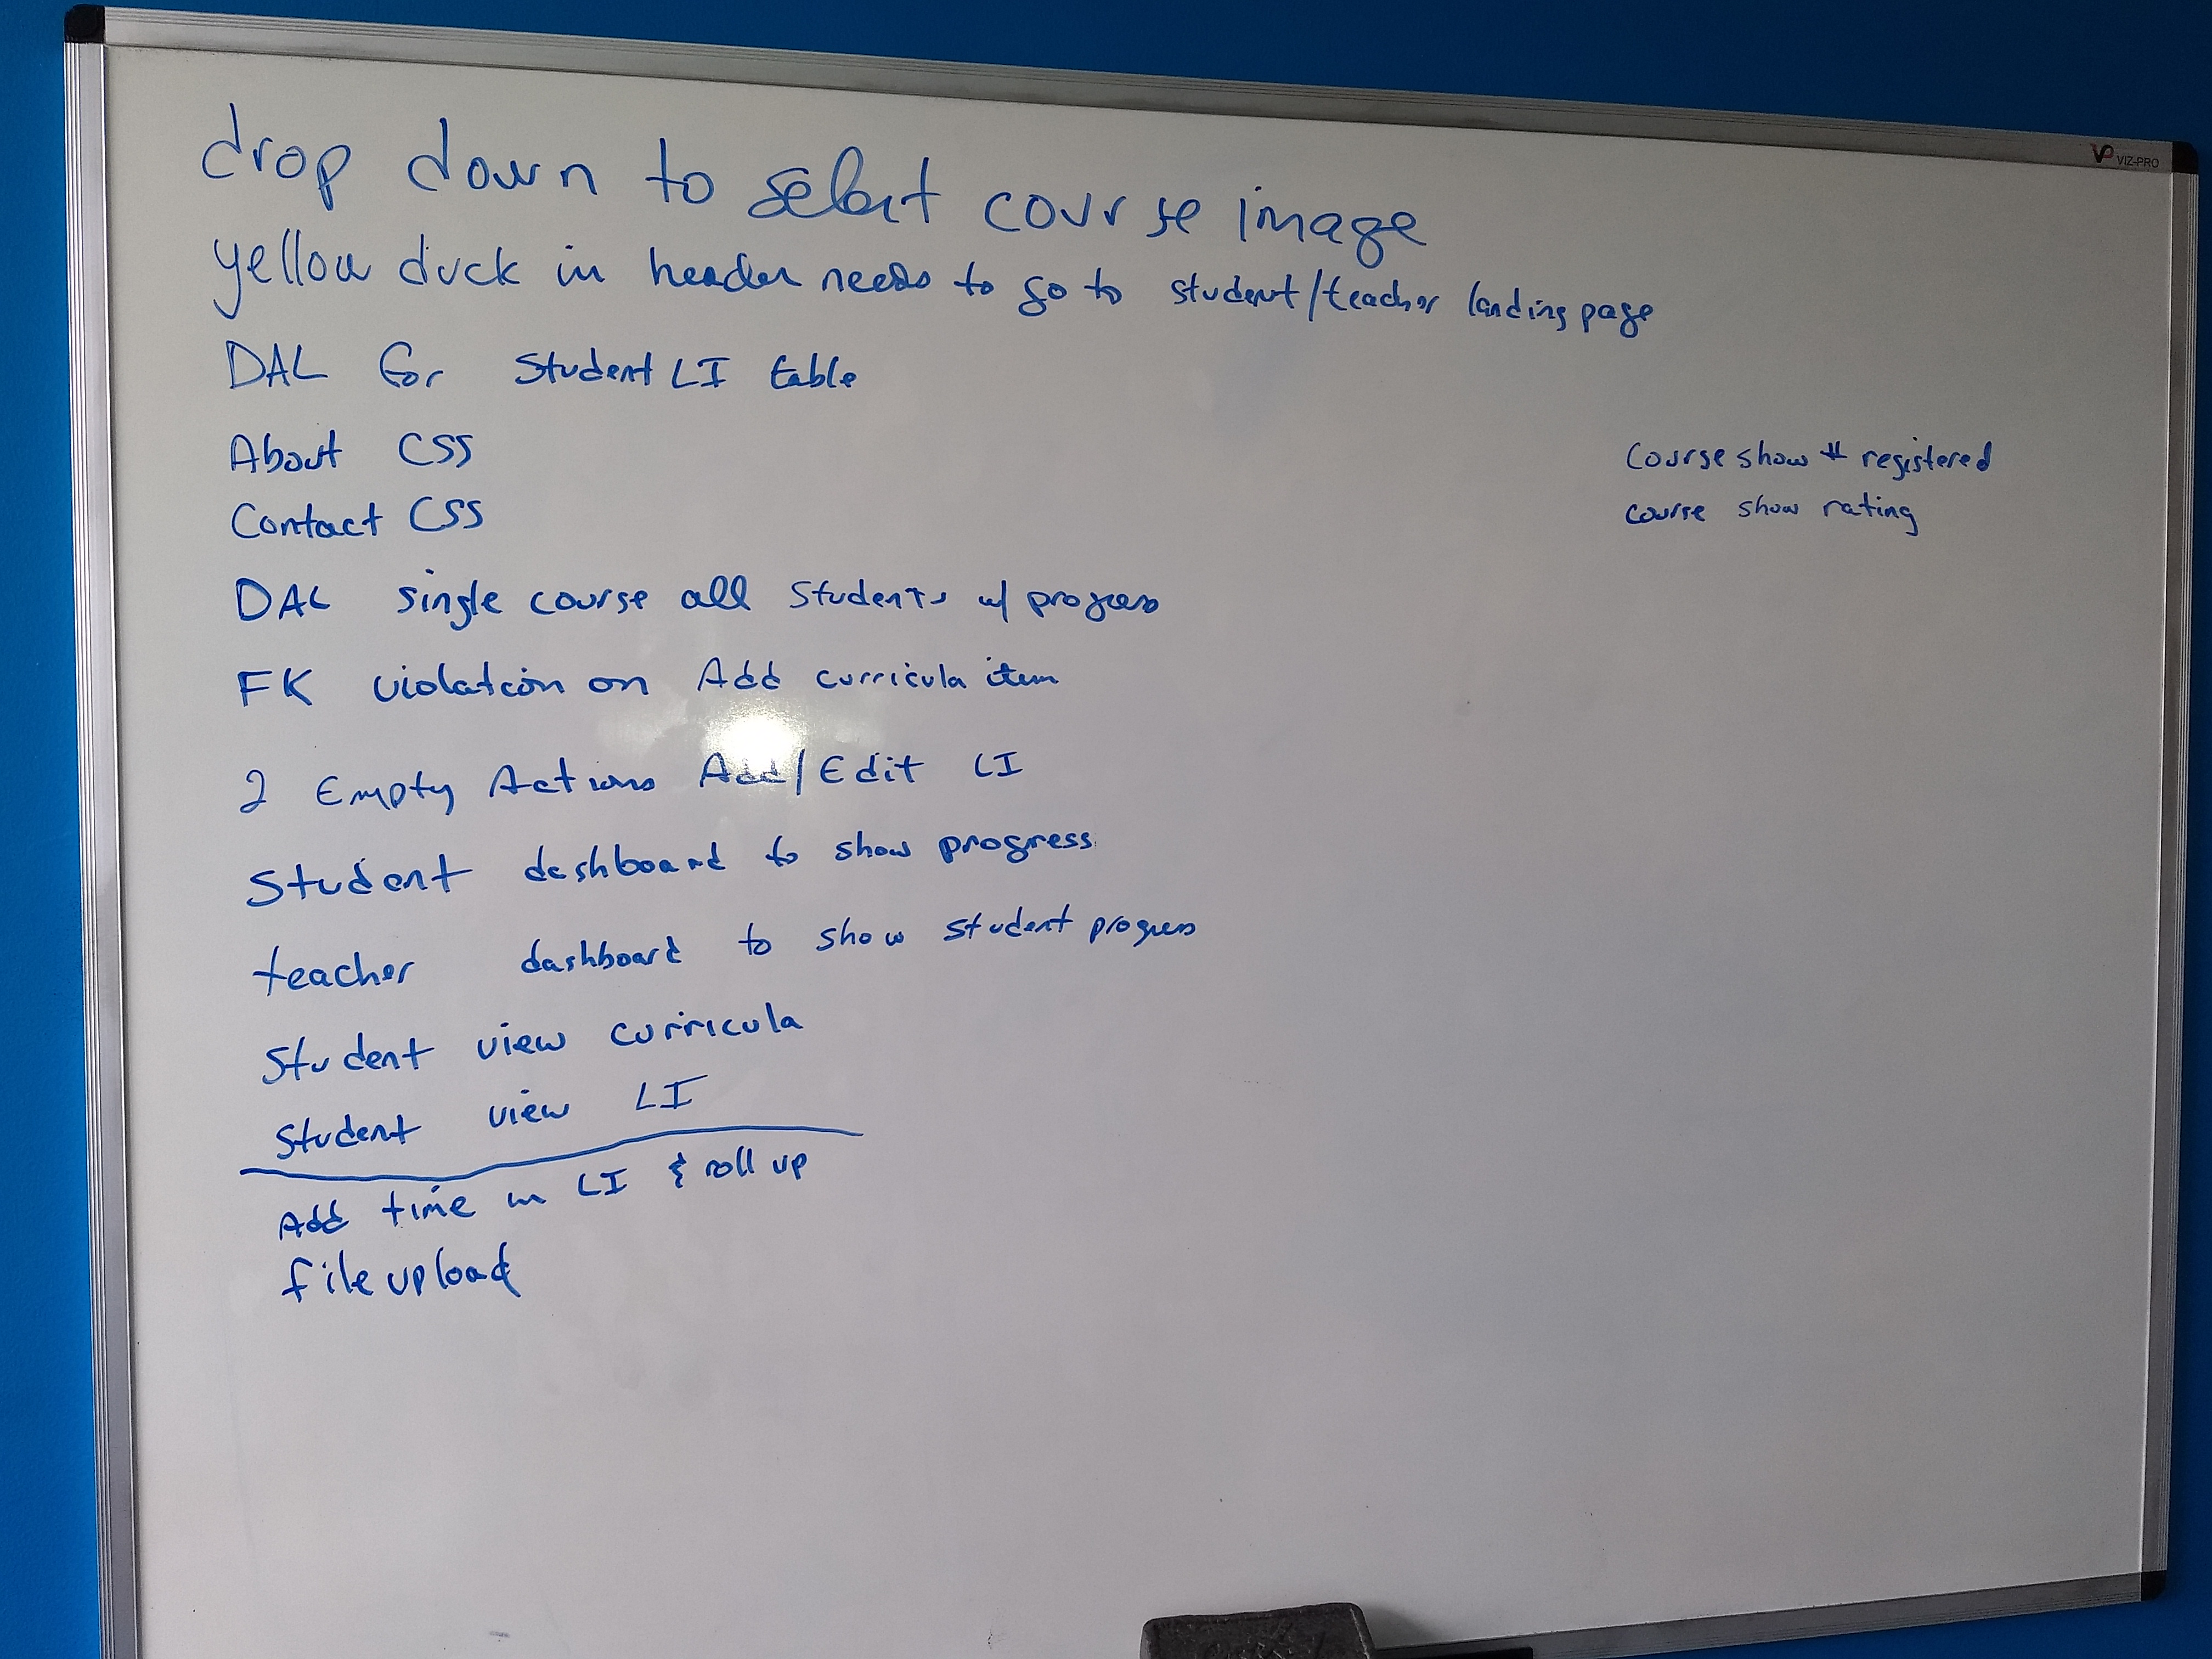 VP VIZ-PRO
drop down to select course image
yellow duck in header needs to go to student/teacher landing page
DAL for Student LI table
About CSS
Contact CSS
DAL single course all students w/ progress
FK violation on Add curricula item
2 Empty Actions Add/Edit LI
Student dashboard to show progress
teacher dashboard to show student progress
Student view curricula
Student view LI
Add time in LI & roll up
file upload
Course show # registered
course show rating